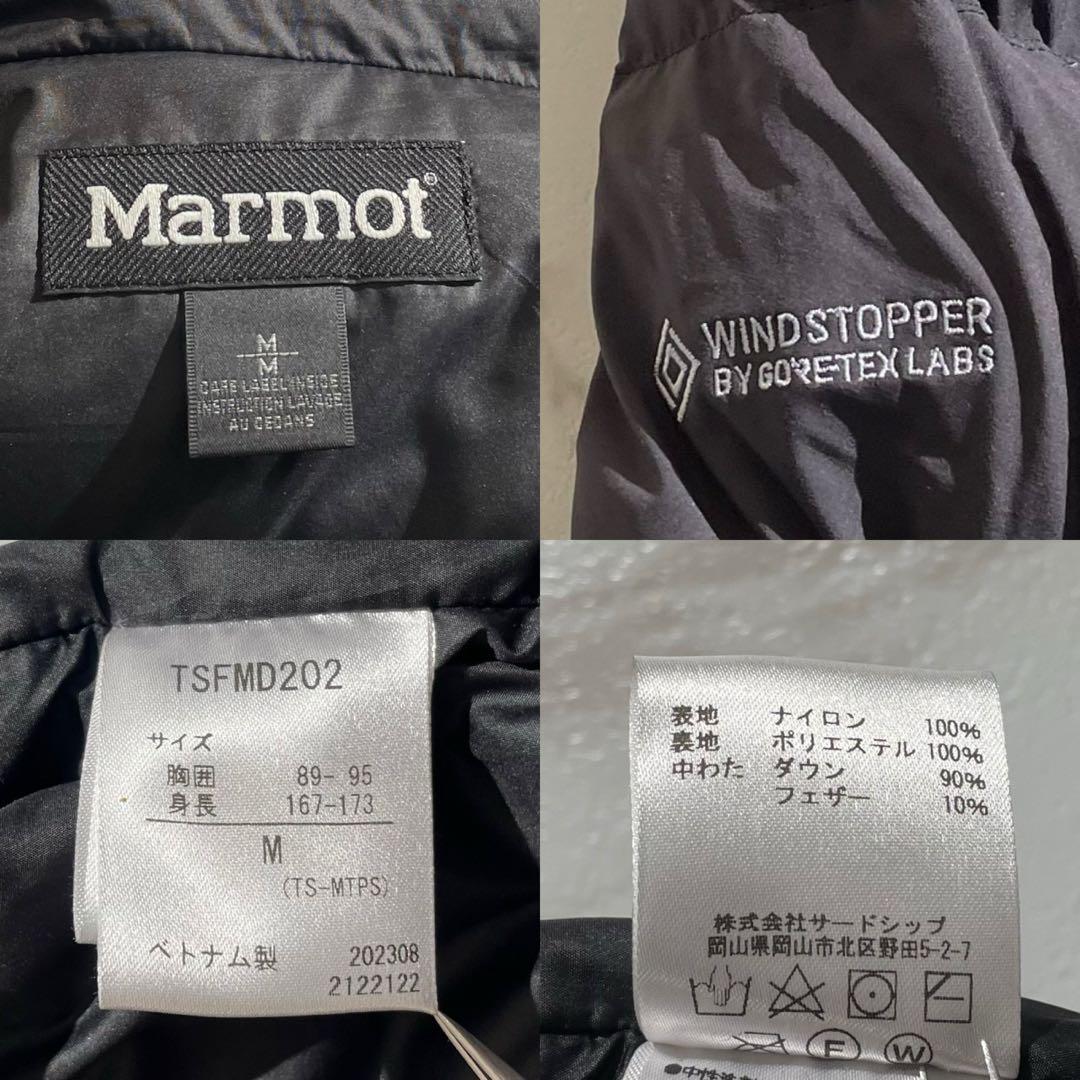 Marmot®
M
M
CARE LABEL INSIDE
INSTRUCTION LAVAGE
AU DEDANS
WINDSTOPPER
BY GORE-TEX LABS
TSFMD202
サイズ
胸囲 89-95
身長 167-173
M
(TS-MTPS)
ベトナム製 202308
2122122
表地 ナイロン 100%
裏地 ポリエステル 100%
中わた ダウン 90%
フェザー 10%
株式会社サードシップ
岡山県岡山市北区野田5-2-7
F W
●中性洗